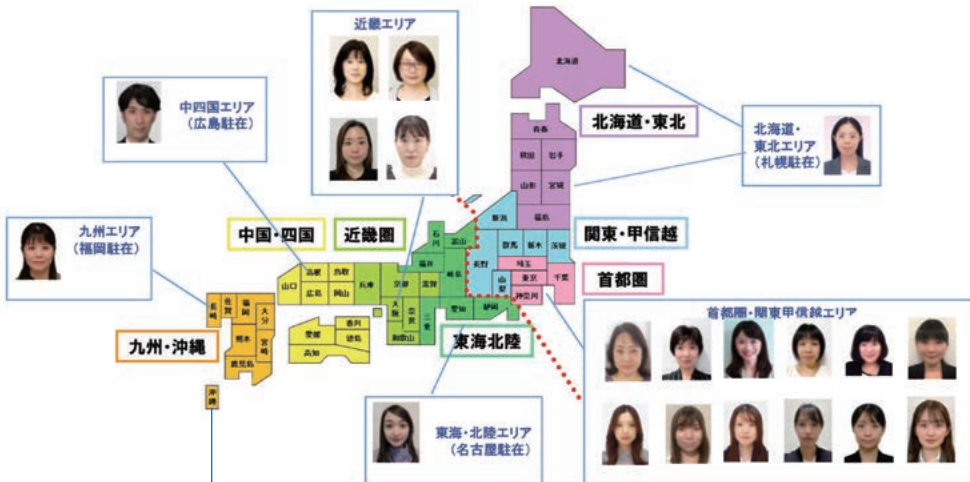 近畿エリア
中四国エリア
（広島駐在）
北海道・東北
北海道・
東北エリア
（札幌駐在）
九州エリア
（福岡駐在）
中国・四国
近畿圏
関東・甲信越
首都圏
九州・沖縄
東海北陸
首都圏・関東甲信越エリア
東海・北陸エリア
（名古屋駐在）
北海道
青森
秋田
岩手
山形
宮城
福島
新潟
群馬
栃木
茨城
埼玉
東京
千葉
神奈川
山梨
長野
石川
富山
福井
岐阜
愛知
静岡
三重
滋賀
京都
兵庫
大阪
奈良
和歌山
鳥取
島根
岡山
広島
山口
香川
愛媛
徳島
高知
福岡
佐賀
長崎
大分
熊本
宮崎
鹿児島
沖縄